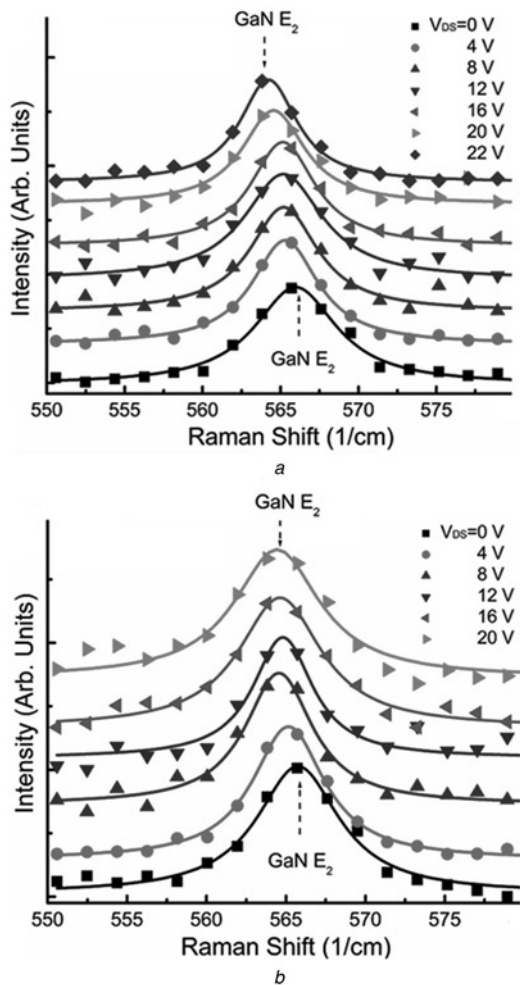 GaN E2
VDS=0 V
4 V
8 V
12 V
16 V
20 V
22 V
Intensity (Arb. Units)
GaN E2
550 555 560 565 570 575
Raman Shift (1/cm)
a
GaN E2
VDS=0 V
4 V
8 V
12 V
16 V
20 V
Intensity (Arb. Units)
GaN E2
550 555 560 565 570 575
Raman Shift (1/cm)
b